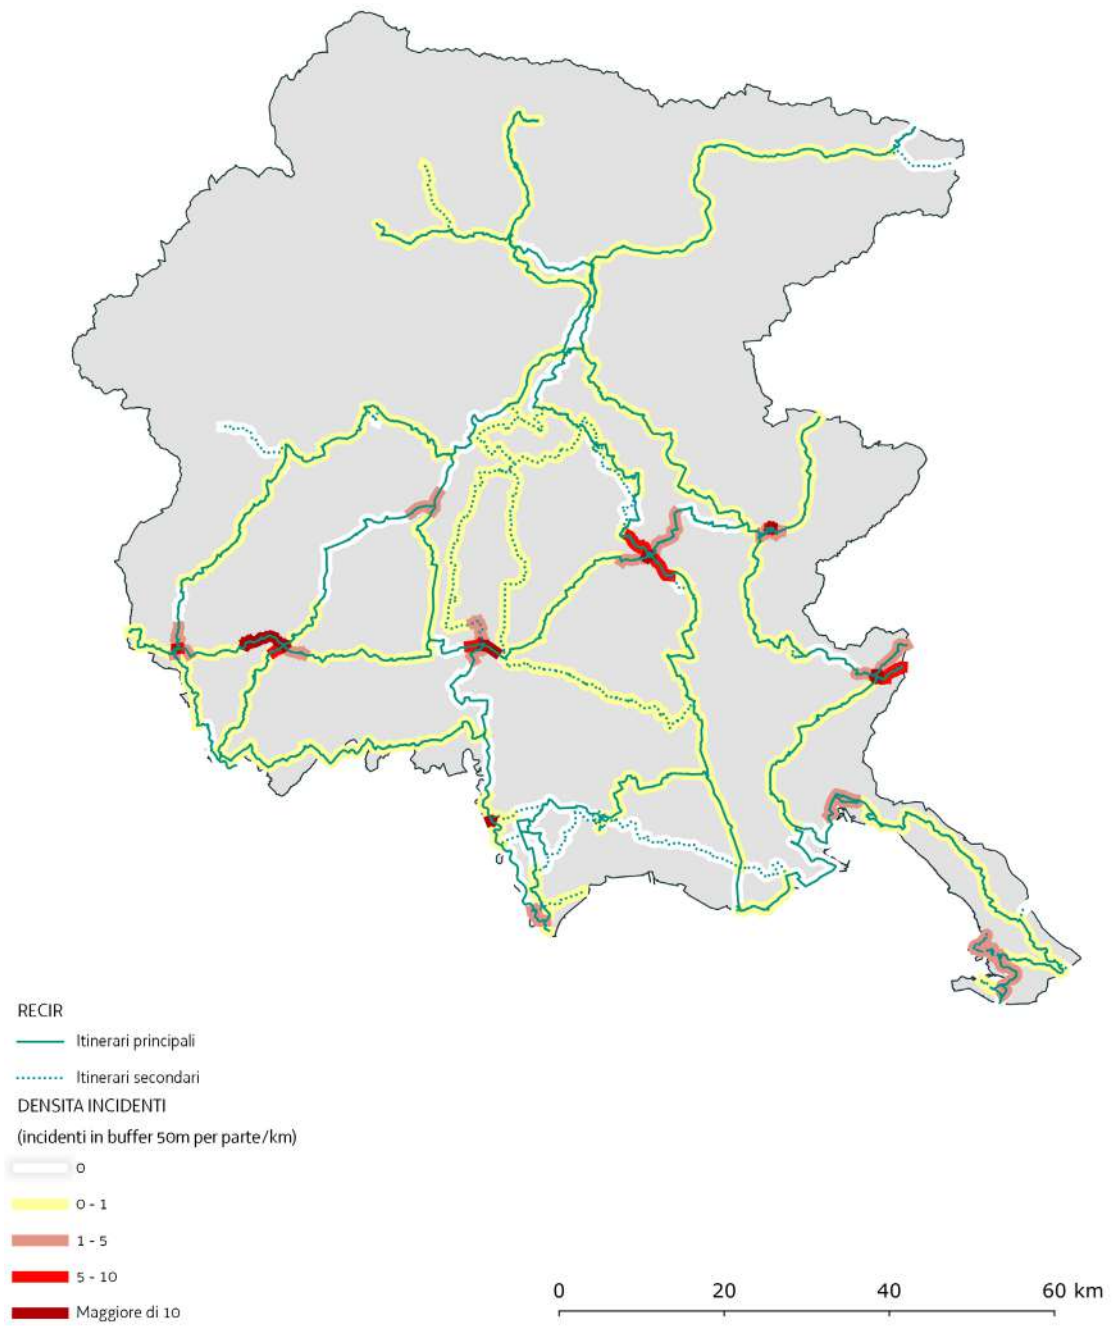 RECIR
Itinerari principali
Itinerari secondari
DENSITA INCIDENTI
(incidenti in buffer 50m per parte/km)
0
0 - 1
1 - 5
5 - 10
Maggiore di 10
0 20 40 60 km